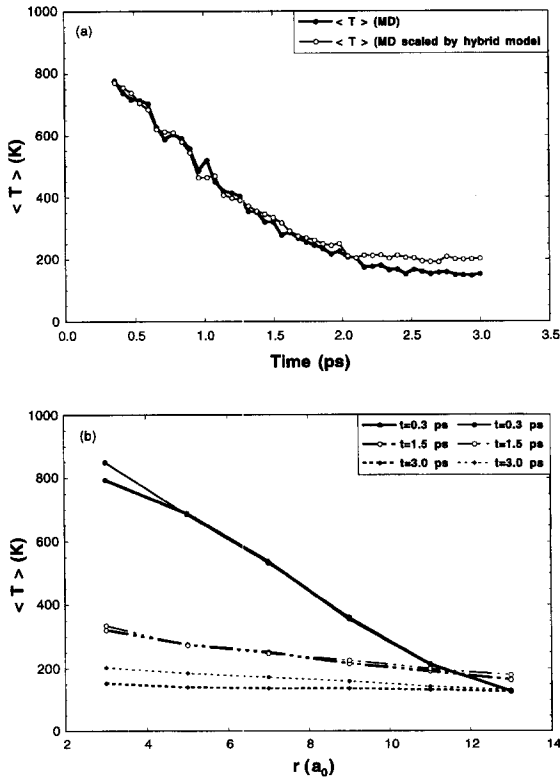 (a)
< T > (MD)
< T > (MD scaled by hybrid model
1000
800
600
400
200
0
< T > (K)
0.0 0.5 1.0 1.5 2.0 2.5 3.0 3.5
Time (ps)
(b)
t=0.3 ps t=0.3 ps
t=1.5 ps t=1.5 ps
t=3.0 ps t=3.0 ps
1000
800
600
400
200
0
< T > (K)
2 4 6 8 10 12 14
r (a₀)